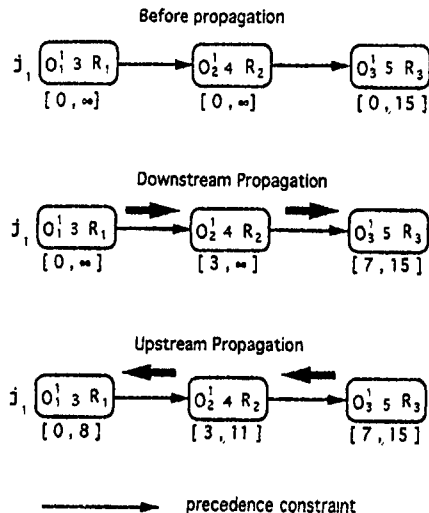 Before propagation
j₁ O₁¹ 3 R₁ O₂¹ 4 R₂ O₃¹ 5 R₃
[0,∞] [0,∞] [0,15]
Downstream Propagation
j₁ O₁¹ 3 R₁ O₂¹ 4 R₂ O₃¹ 5 R₃
[0,∞] [3,∞] [7,15]
Upstream Propagation
j₁ O₁¹ 3 R₁ O₂¹ 4 R₂ O₃¹ 5 R₃
[0,8] [3,11] [7,15]
precedence constraint